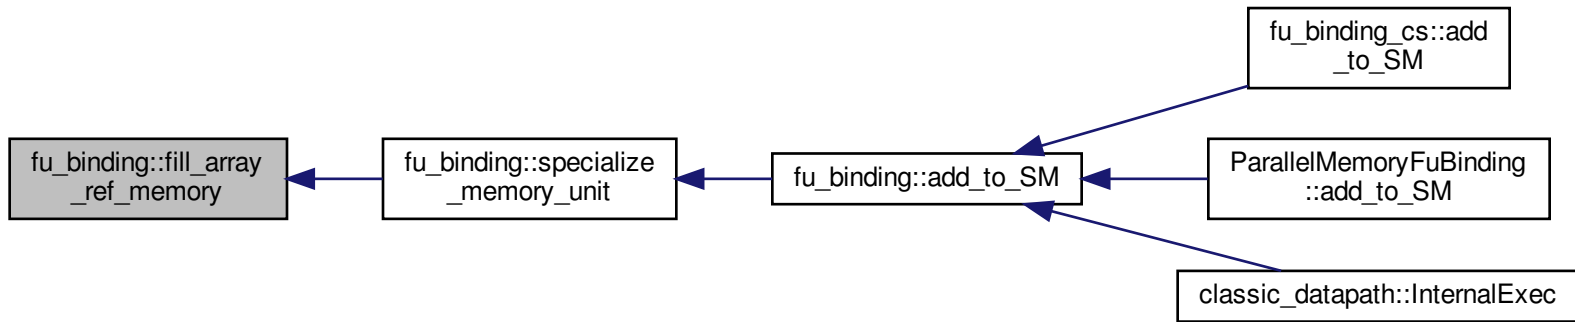 fu_binding::fill_array
_ref_memory
fu_binding::specialize
_memory_unit
fu_binding::add_to_SM
fu_binding_cs::add
_to_SM
ParallelMemoryFuBinding
::add_to_SM
classic_datapath::InternalExec